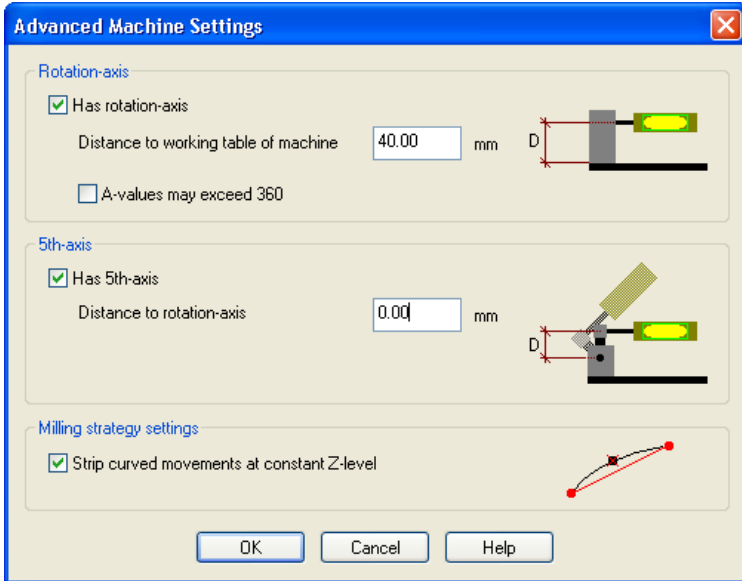 Advanced Machine Settings
Rotation-axis
Has rotation-axis
Distance to working table of machine 40.00 mm D
A-values may exceed 360
5th-axis
Has 5th-axis
Distance to rotation-axis 0.00 mm D
Milling strategy settings
Strip curved movements at constant Z-level
OK Cancel Help